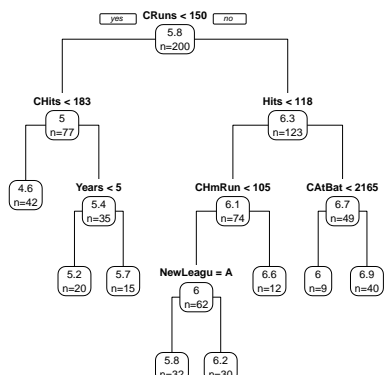 yes CRuns < 150 no
5.8
n=200
CHits < 183 Hits < 118
5 6.3
n=77 n=123
4.6 Years < 5 CHmRun < 105 CAtBat < 2165
n=42 5.4 6.1 6.7
n=35 n=74 n=49
5.2 5.7 NewLeagu = A 6.6 6 6.9
n=20 n=15 6 n=12 n=9 n=40
n=62
5.8 6.2
n=32 n=30